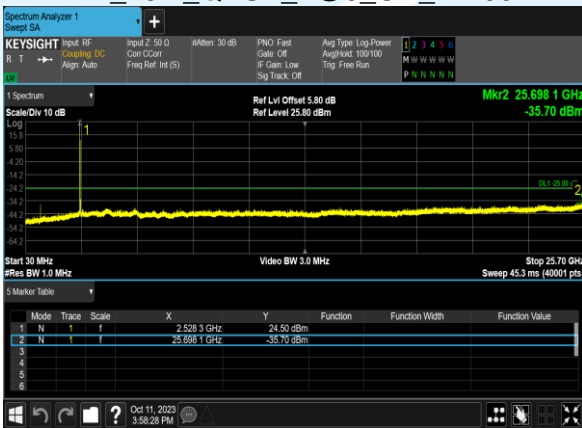 Spectrum Analyzer 1
Swept SA
KEYSIGHT
R T
LW
Input: RF
Coupling: DC
Align: Auto
Input Z: 50 Ω
Corr CCorr
Freq Ref: Int (S)
#Atten: 30 dB
PNO: Fast
Gate: Off
IF Gain: Low
Sig Track: Off
Avg Type: Log-Power
Avg|Hold: 100/100
Trig: Free Run
1 2 3 4 5 6
M W W W W W
P N N N N N
1 Spectrum
Scale/Div 10 dB
Ref Lvl Offset 5.80 dB
Ref Level 25.80 dBm
Mkr2 25.698 1 GHz
-35.70 dBm
Log
15.8
5.80
-4.20
-14.2
-24.2
-34.2
-44.2
-54.2
-64.2
1
DL1 -25.00
2
Start 30 MHz
#Res BW 1.0 MHz
Video BW 3.0 MHz
Stop 25.70 GHz
Sweep 45.3 ms (40001 pts
5 Marker Table
Mode Trace Scale X Y Function Function Width Function Value
1 N 1 f 2.528 3 GHz 24.50 dBm
2 N 1 f 25.698 1 GHz -35.70 dBm
3
4
5
6
?
Oct 11, 2023
3:58:28 PM